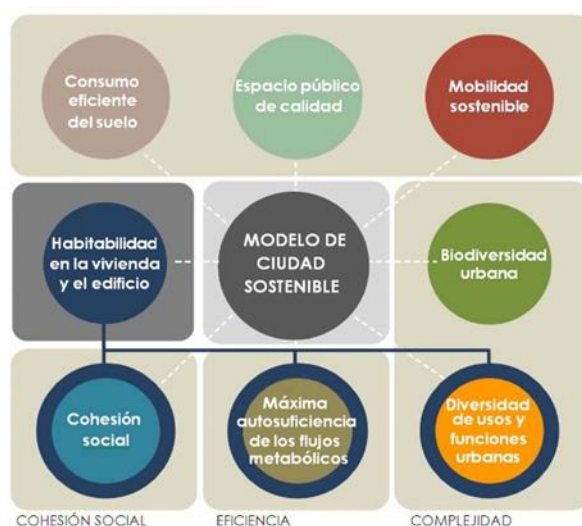 Consumo
eficiente
del suelo
Espacio público
de calidad
Mobilidad
sostenible
Habitabilidad
en la vivienda
y el edificio
MODELO DE
CIUDAD
SOSTENIBLE
Biodiversidad
urbana
Cohesión
social
Máxima
autosuficiencia
de los flujos
metabólicos
Diversidad
de usos y
funciones
urbanas
COHESIÓN SOCIAL
EFICIENCIA
COMPLEJIDAD